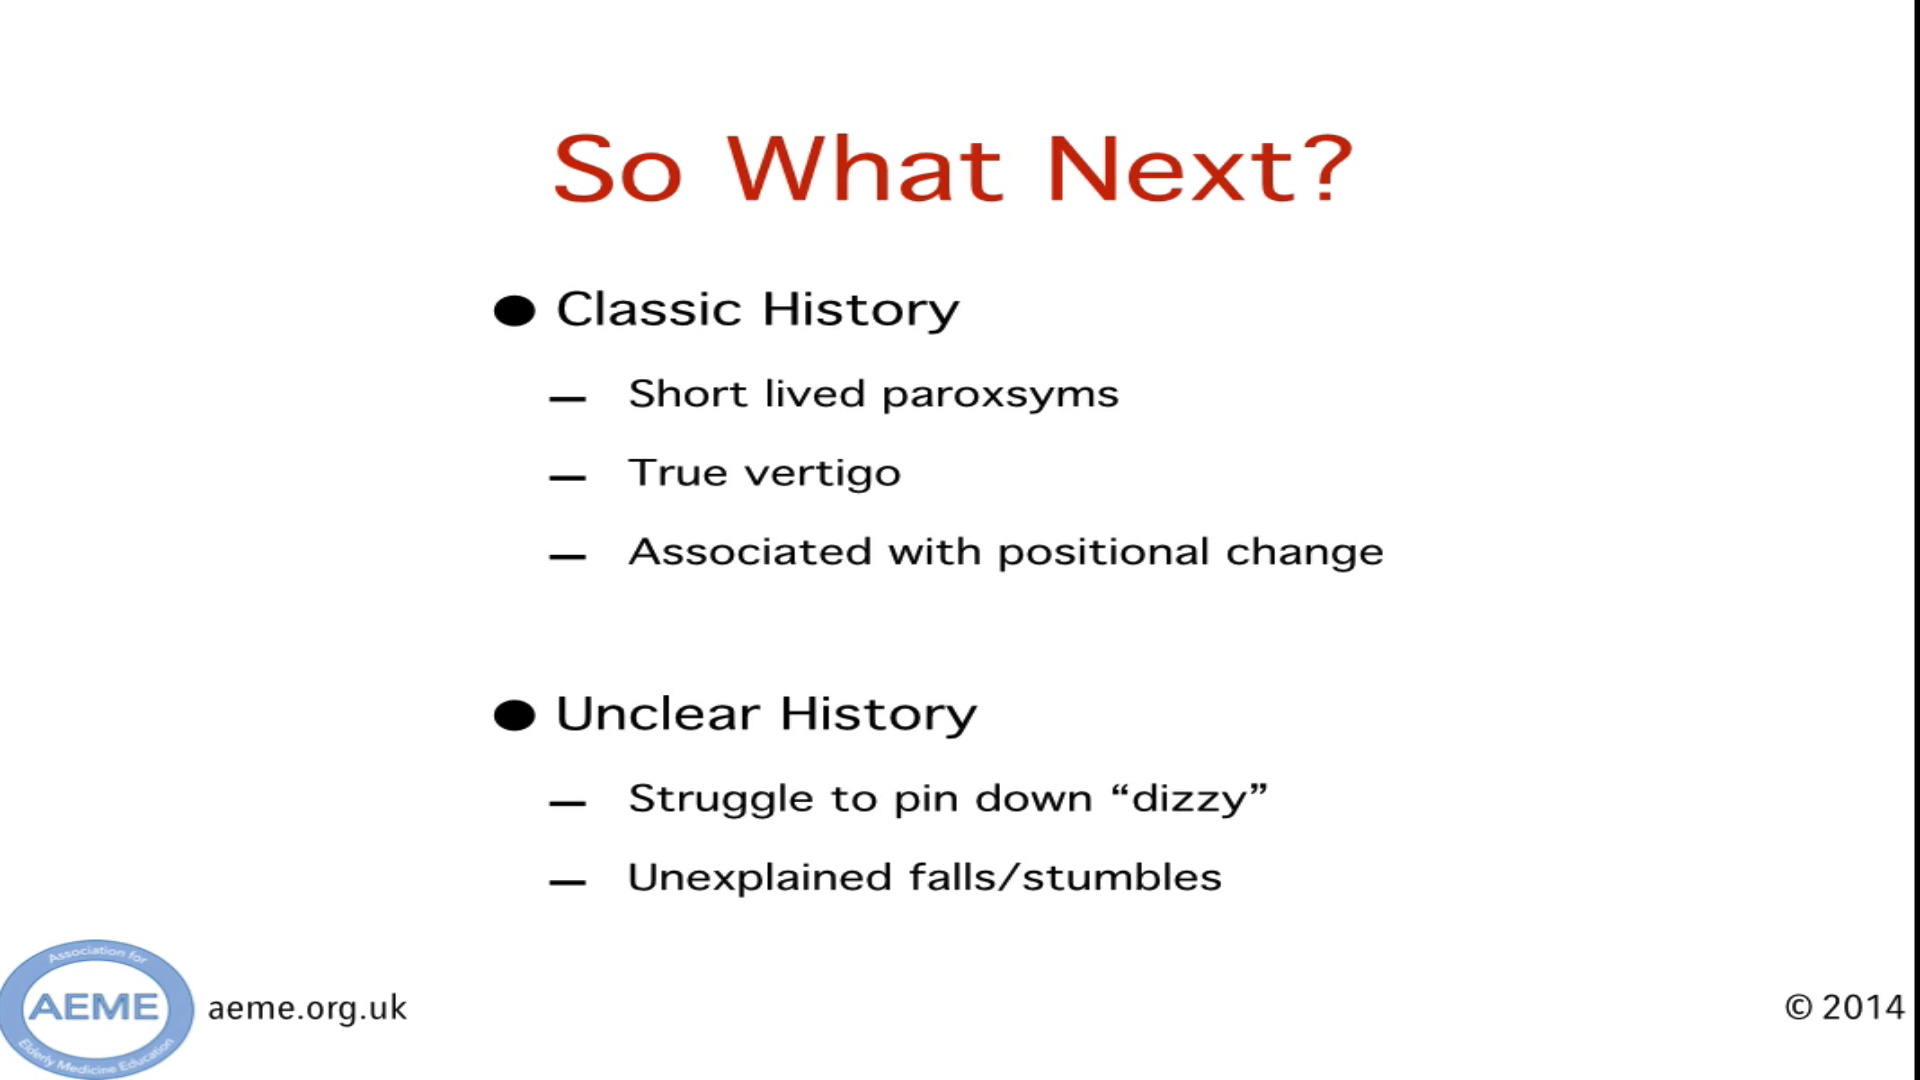 So What Next?
● Classic History
– Short lived paroxsyms
– True vertigo
– Associated with positional change
● Unclear History
– Struggle to pin down “dizzy”
– Unexplained falls/stumbles
Association for
AEME
Elderly Medicine Education
aeme.org.uk
© 2014